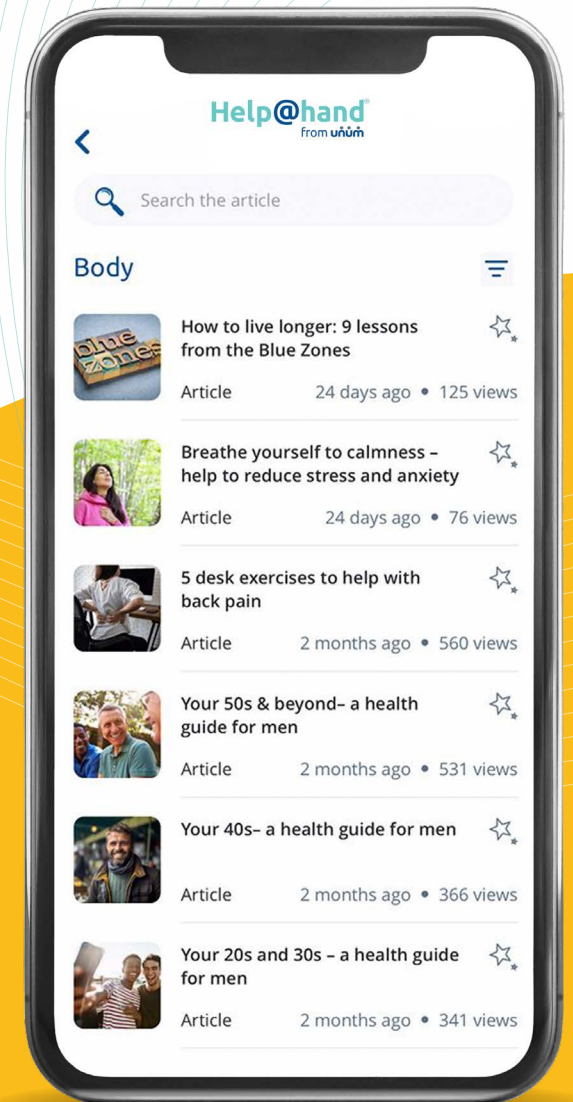 Help@hand®
from unum
Search the article
Body
blue
zones
How to live longer: 9 lessons
from the Blue Zones
Article 24 days ago • 125 views
Breathe yourself to calmness –
help to reduce stress and anxiety
Article 24 days ago • 76 views
5 desk exercises to help with
back pain
Article 2 months ago • 560 views
Your 50s & beyond– a health
guide for men
Article 2 months ago • 531 views
Your 40s– a health guide for men
Article 2 months ago • 366 views
Your 20s and 30s – a health guide
for men
Article 2 months ago • 341 views